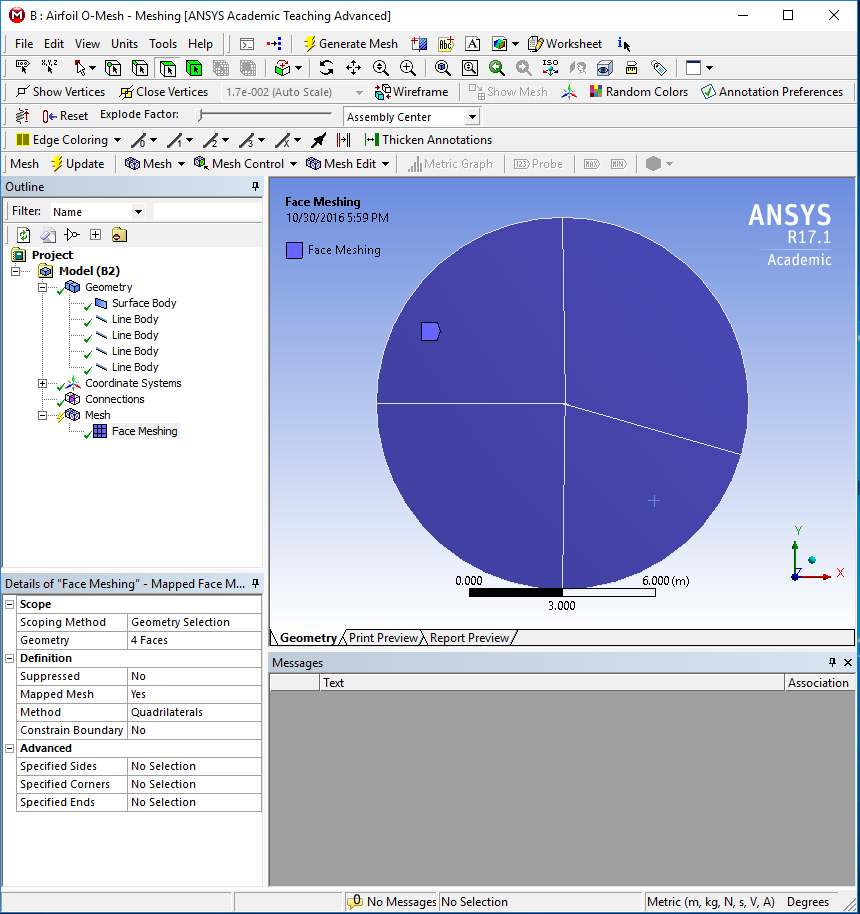 B : Airfoil O-Mesh - Meshing [ANSYS Academic Teaching Advanced]
File Edit View Units Tools Help Generate Mesh Worksheet
Show Vertices Close Vertices 1.7e-002 (Auto Scale) Wireframe Show Mesh Random Colors Annotation Preferences
Reset Explode Factor: Assembly Center
Edge Coloring Thicken Annotations
Mesh Update Mesh Mesh Control Mesh Edit Metric Graph Probe
Outline
Filter: Name
Project
Model (B2)
Geometry
Surface Body
Line Body
Line Body
Line Body
Line Body
Coordinate Systems
Connections
Mesh
Face Meshing
Face Meshing
10/30/2016 5:59 PM
Face Meshing
ANSYS
R17.1
Academic
Y
X
Z
0.000 6.000 (m)
3.000
Geometry Print Preview Report Preview
Details of "Face Meshing" - Mapped Face M...
Scope
Scoping Method Geometry Selection
Geometry 4 Faces
Definition
Suppressed No
Mapped Mesh Yes
Method Quadrilaterals
Constrain Boundary No
Advanced
Specified Sides No Selection
Specified Corners No Selection
Specified Ends No Selection
Messages
Text Association
0 No Messages No Selection Metric (m, kg, N, s, V, A) Degrees